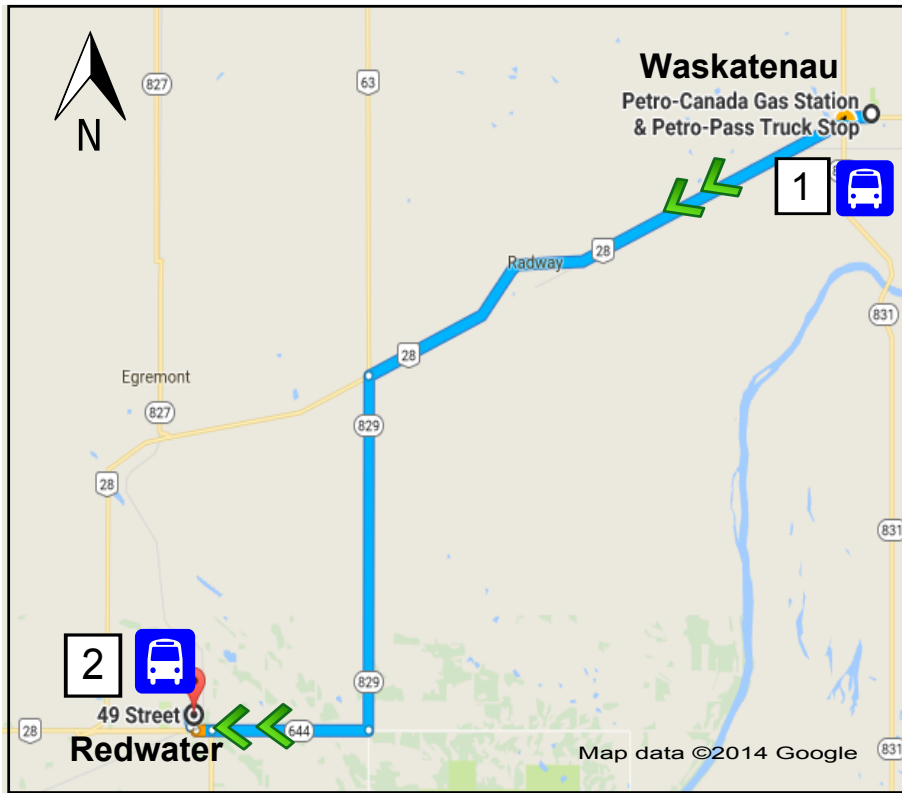 827
63
Waskatenau
Petro-Canada Gas Station
& Petro-Pass Truck Stop
N
1
28
Radway
831
28
Egremont
827
829
28
831
2
829
49 Street
28
644
Redwater
Map data ©2014 Google
831